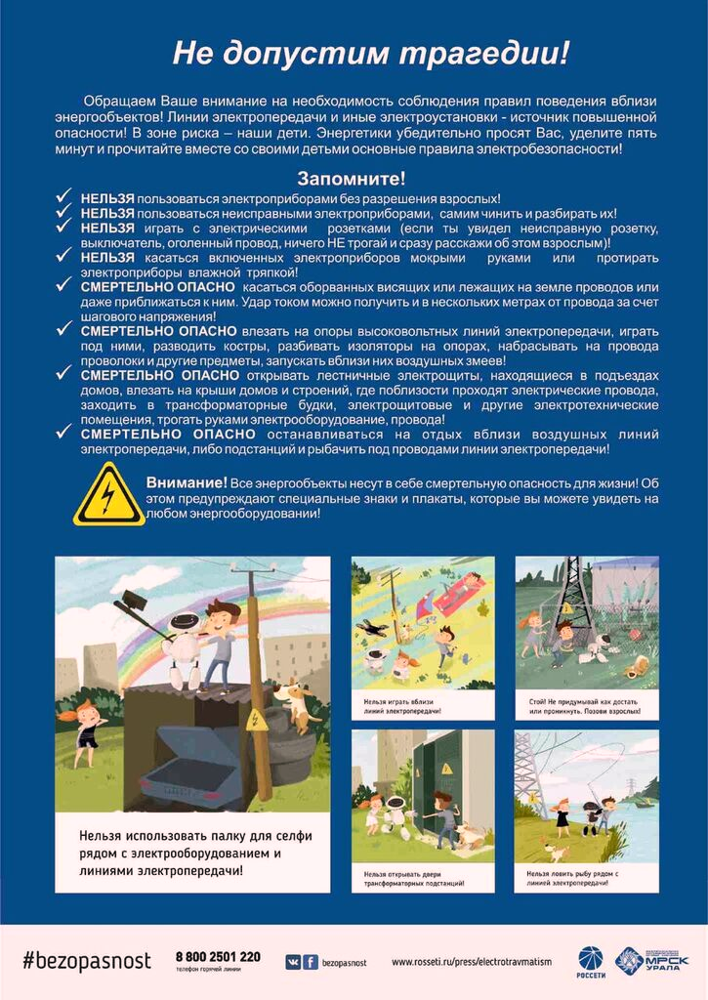 Не допустим трагедии!
Обращаем Ваше внимание на необходимость соблюдения правил поведения вблизи
энергообъектов! Линии электропередачи и иные электроустановки - источник повышенной
опасности! В зоне риска – наши дети. Энергетики убедительно просят Вас, уделите пять
минут и прочитайте вместе со своими детьми основные правила электробезопасности!
Запомните!
НЕЛЬЗЯ пользоваться электроприборами без разрешения взрослых!
НЕЛЬЗЯ пользоваться неисправными электроприборами, самим чинить и разбирать их!
НЕЛЬЗЯ играть с электрическими розетками (если ты увидел неисправную розетку,
выключатель, оголенный провод, ничего НЕ трогай и сразу расскажи об этом взрослым)!
НЕЛЬЗЯ касаться включенных электроприборов мокрыми руками или протирать
электроприборы влажной тряпкой!
СМЕРТЕЛЬНО ОПАСНО касаться оборванных висящих или лежащих на земле проводов или
даже приближаться к ним. Удар током можно получить и в нескольких метрах от провода за счет
шагового напряжения!
СМЕРТЕЛЬНО ОПАСНО влезать на опоры высоковольтных линий электропередачи, играть
под ними, разводить костры, разбивать изоляторы на опорах, набрасывать на провода
проволоки и другие предметы, запускать вблизи них воздушных змеев!
СМЕРТЕЛЬНО ОПАСНО открывать лестничные электрощиты, находящиеся в подъездах
домов, влезать на крыши домов и строений, где поблизости проходят электрические провода,
заходить в трансформаторные будки, электрощитовые и другие электротехнические
помещения, трогать руками электрооборудование, провода!
СМЕРТЕЛЬНО ОПАСНО останавливаться на отдых вблизи воздушных линий
электропередачи, либо подстанций и рыбачить под проводами линии электропередачи!
Внимание! Все энергообъекты несут в себе смертельную опасность для жизни! Об
этом предупреждают специальные знаки и плакаты, которые вы можете увидеть на
любом энергооборудовании!
Нельзя использовать палку для селфи
рядом с электрооборудованием и
линиями электропередачи!
Нельзя играть вблизи
линий электропередачи!
Стой! Не придумывай как достать
или проникнуть. Позови взрослых!
Нельзя открывать двери
трансформаторных подстанций!
Нельзя ловить рыбу рядом с
линией электропередачи!
#bezopasnost
8 800 2501 220
телефон горячей линии
bezopasnost
www.rosseti.ru/press/electrotravmatism
РОССЕТИ
МРСК
УРАЛА